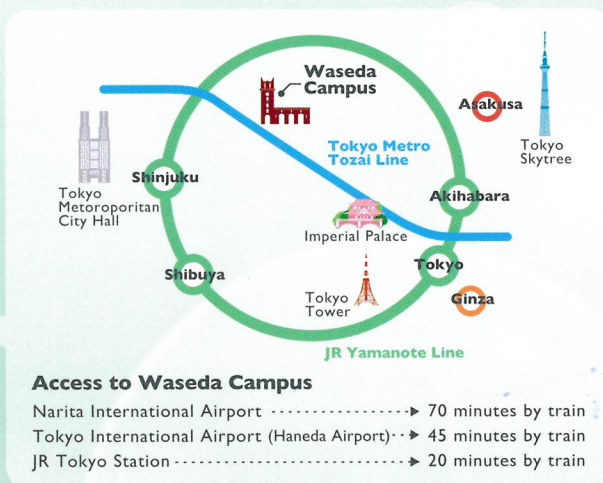 Waseda
Campus
Asakusa
Tokyo
Skytree
Tokyo Metro
Tozai Line
Shinjuku
Tokyo
Metoroporitan
City Hall
Akihabara
Imperial Palace
Shibuya
Tokyo
Tokyo
Tower
Ginza
JR Yamanote Line
Access to Waseda Campus
Narita International Airport ························▶ 70 minutes by train
Tokyo International Airport (Haneda Airport)··▶ 45 minutes by train
JR Tokyo Station ·······································▶ 20 minutes by train